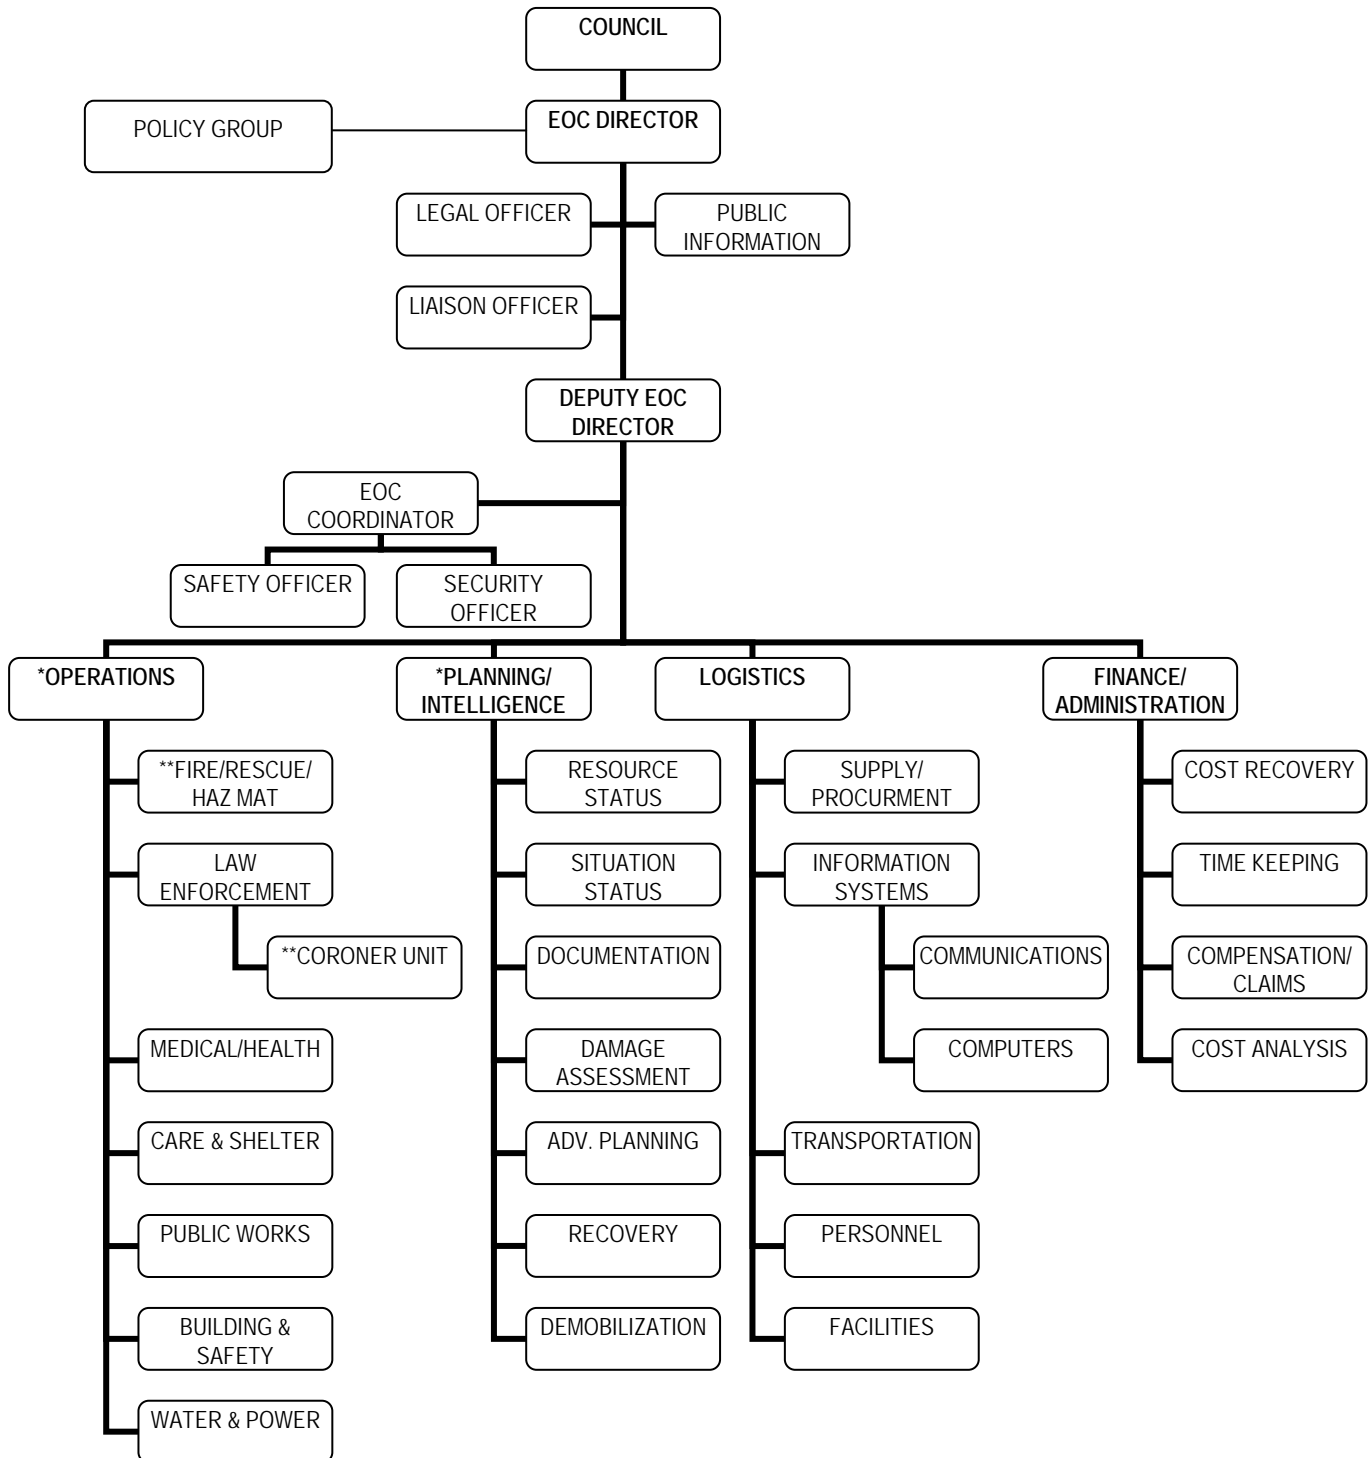 COUNCIL
EOC DIRECTOR
POLICY GROUP
LEGAL OFFICER
PUBLIC
INFORMATION
LIAISON OFFICER
DEPUTY EOC
DIRECTOR
EOC
COORDINATOR
SAFETY OFFICER
SECURITY
OFFICER
*OPERATIONS
**FIRE/RESCUE/
HAZ MAT
LAW
ENFORCEMENT
**CORONER UNIT
MEDICAL/HEALTH
CARE & SHELTER
PUBLIC WORKS
BUILDING &
SAFETY
WATER & POWER
*PLANNING/
INTELLIGENCE
RESOURCE
STATUS
SITUATION
STATUS
DOCUMENTATION
DAMAGE
ASSESSMENT
ADV. PLANNING
RECOVERY
DEMOBILIZATION
LOGISTICS
SUPPLY/
PROCURMENT
INFORMATION
SYSTEMS
COMMUNICATIONS
COMPUTERS
TRANSPORTATION
PERSONNEL
FACILITIES
FINANCE/
ADMINISTRATION
COST RECOVERY
TIME KEEPING
COMPENSATION/
CLAIMS
COST ANALYSIS